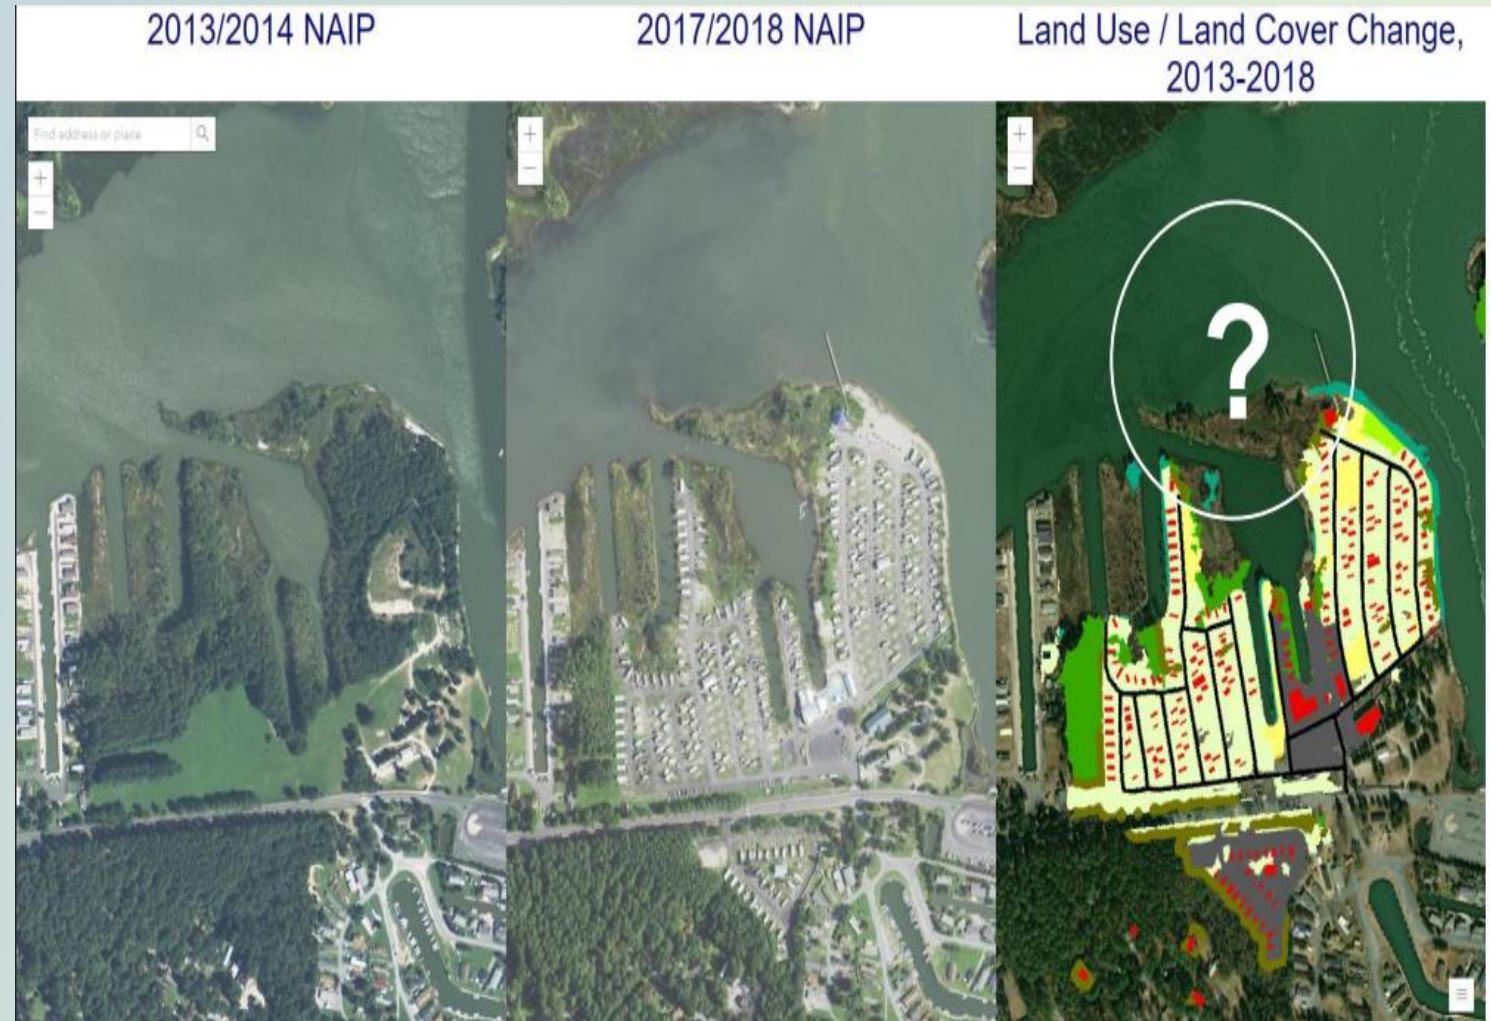 2013/2014 NAIP
2017/2018 NAIP
Land Use / Land Cover Change,
2013-2018
Find address or place
+
−
+
−
+
−
?